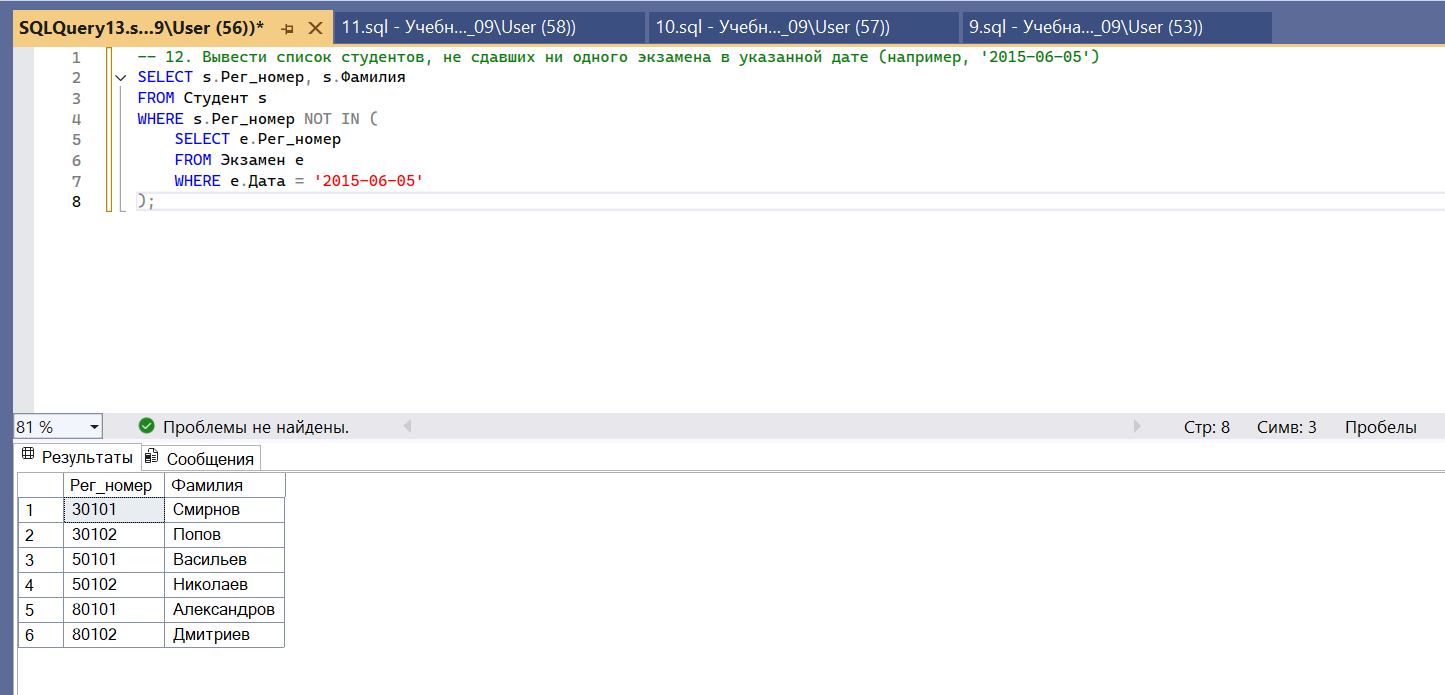 SQLQuery13.s...9\User (56))* 11.sql - Учебн..._09\User (58)) 10.sql - Учебн..._09\User (57)) 9.sql - Учебна..._09\User (53))
1 -- 12. Вывести список студентов, не сдавших ни одного экзамена в указанной дате (например, '2015-06-05')
2 SELECT s.Рег_номер, s.Фамилия
3 FROM Студент s
4 WHERE s.Рег_номер NOT IN (
5 SELECT e.Рег_номер
6 FROM Экзамен e
7 WHERE e.Дата = '2015-06-05'
8 );
81 % Проблемы не найдены. Стр: 8 Симв: 3 Пробелы
Результаты Сообщения
Рег_номер Фамилия
1 30101 Смирнов
2 30102 Попов
3 50101 Васильев
4 50102 Николаев
5 80101 Александров
6 80102 Дмитриев